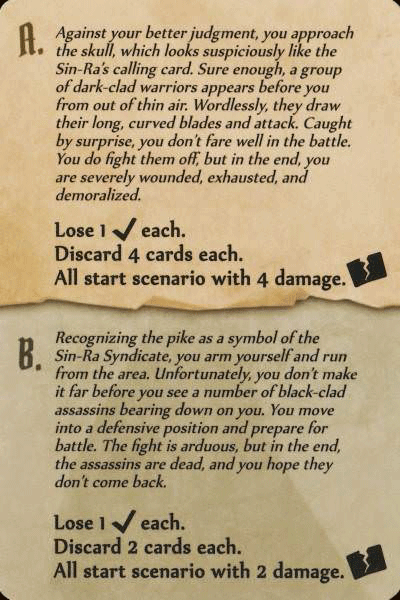 A.
Against your better judgment, you approach
the skull, which looks suspiciously like the
Sin-Ra's calling card. Sure enough, a group
of dark-clad warriors appears before you
from out of thin air. Wordlessly, they draw
their long, curved blades and attack. Caught
by surprise, you don't fare well in the battle.
You do fight them off, but in the end, you
are severely wounded, exhausted, and
demoralized.
Lose 1 ✓ each.
Discard 4 cards each.
All start scenario with 4 damage.
B.
Recognizing the pike as a symbol of the
Sin-Ra Syndicate, you arm yourself and run
from the area. Unfortunately, you don't make
it far before you see a number of black-clad
assassins bearing down on you. You move
into a defensive position and prepare for
battle. The fight is arduous, but in the end,
the assassins are dead, and you hope they
don't come back.
Lose 1 ✓ each.
Discard 2 cards each.
All start scenario with 2 damage.